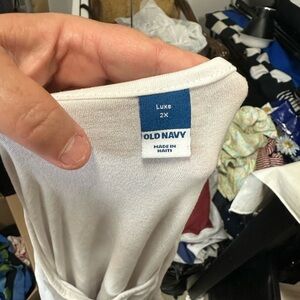 Luxe
2X
OLD NAVY
MADE IN
HAITI